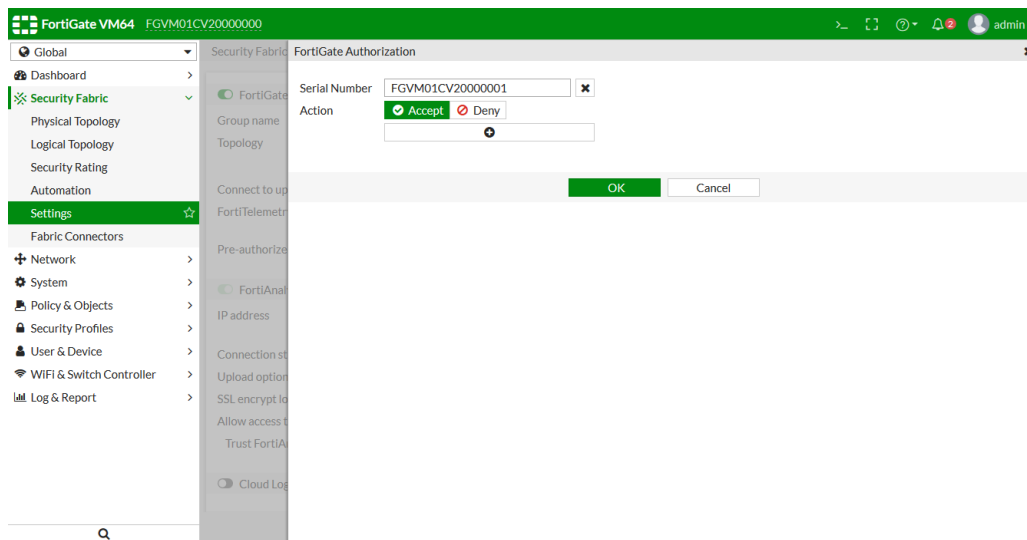 FortiGate VM64 FGVM01CV20000000
>_ 2 admin
Global
Dashboard
Security Fabric
Physical Topology
Logical Topology
Security Rating
Automation
Settings
Fabric Connectors
Network
System
Policy & Objects
Security Profiles
User & Device
WiFi & Switch Controller
Log & Report
Security Fabric
FortiGate
Group name
Topology
Connect to up
FortiTelemetr
Pre-authorize
FortiAnal
IP address
Connection st
Upload option
SSL encrypt lo
Allow access t
Trust FortiA
Cloud Log
FortiGate Authorization
Serial Number FGVM01CV20000001
Action Accept Deny
OK Cancel